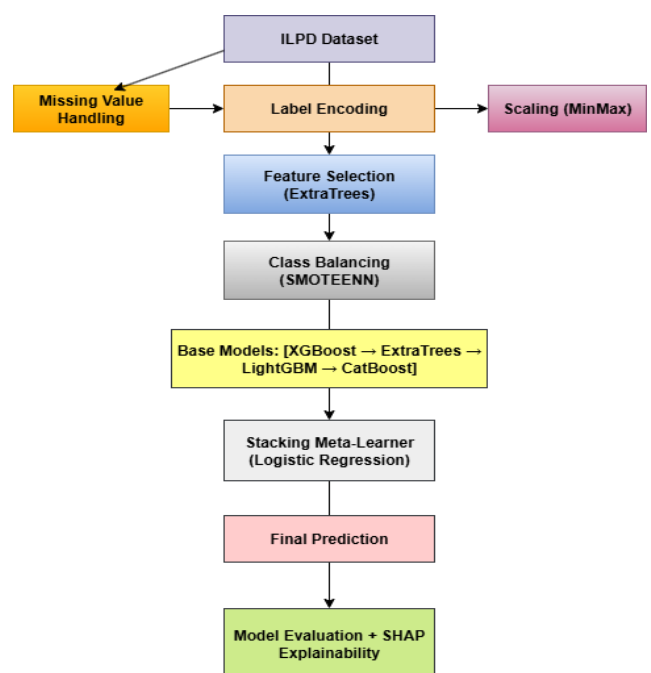 ILPD Dataset
Missing Value
Handling
Label Encoding
Scaling (MinMax)
Feature Selection
(ExtraTrees)
Class Balancing
(SMOTEENN)
Base Models: [XGBoost → ExtraTrees →
LightGBM → CatBoost]
Stacking Meta-Learner
(Logistic Regression)
Final Prediction
Model Evaluation + SHAP
Explainability